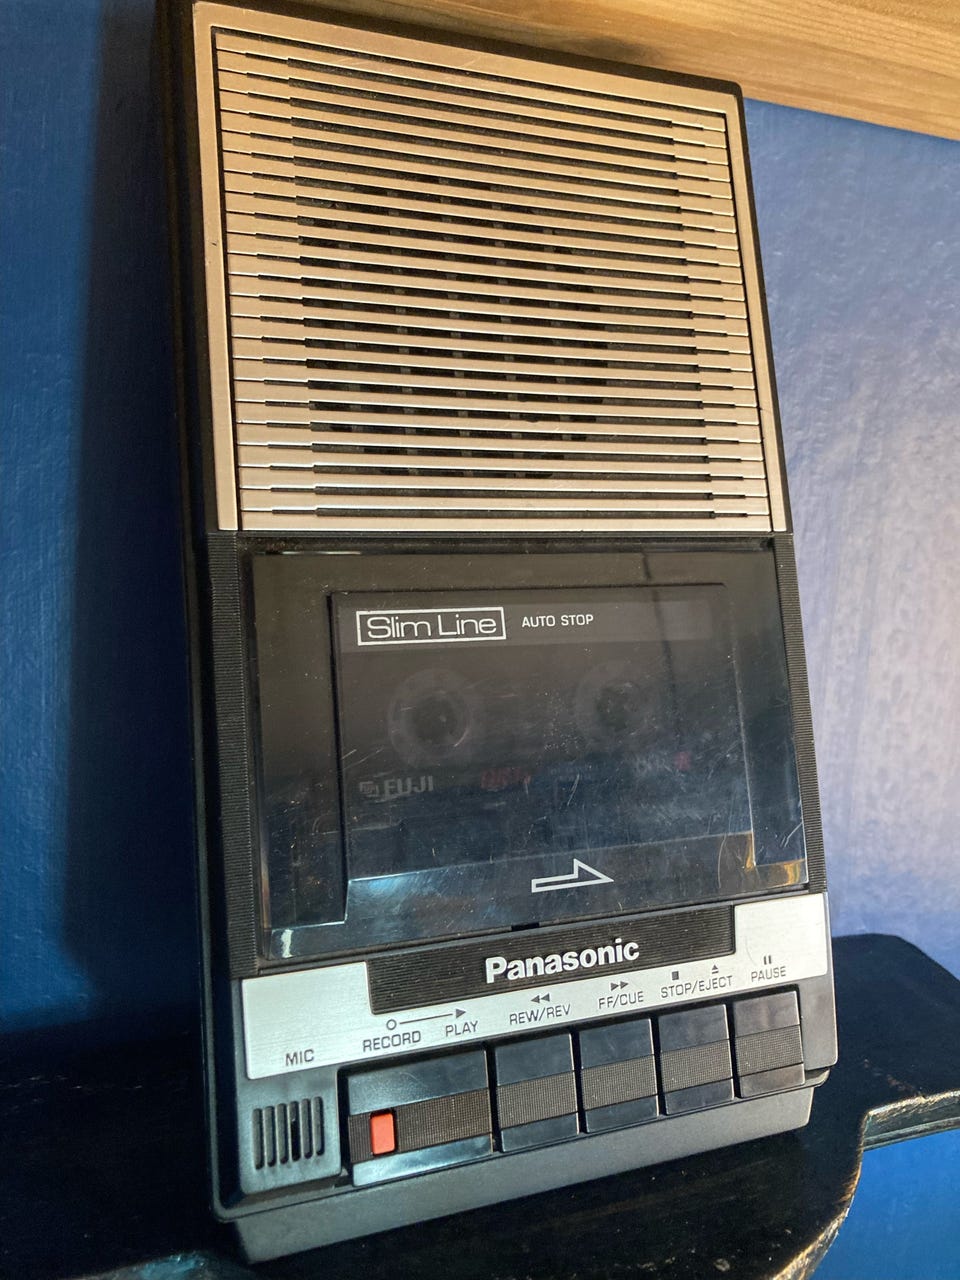 Slim Line AUTO STOP
FUJI
Panasonic
MIC RECORD PLAY REW/REV FF/CUE STOP/EJECT PAUSE